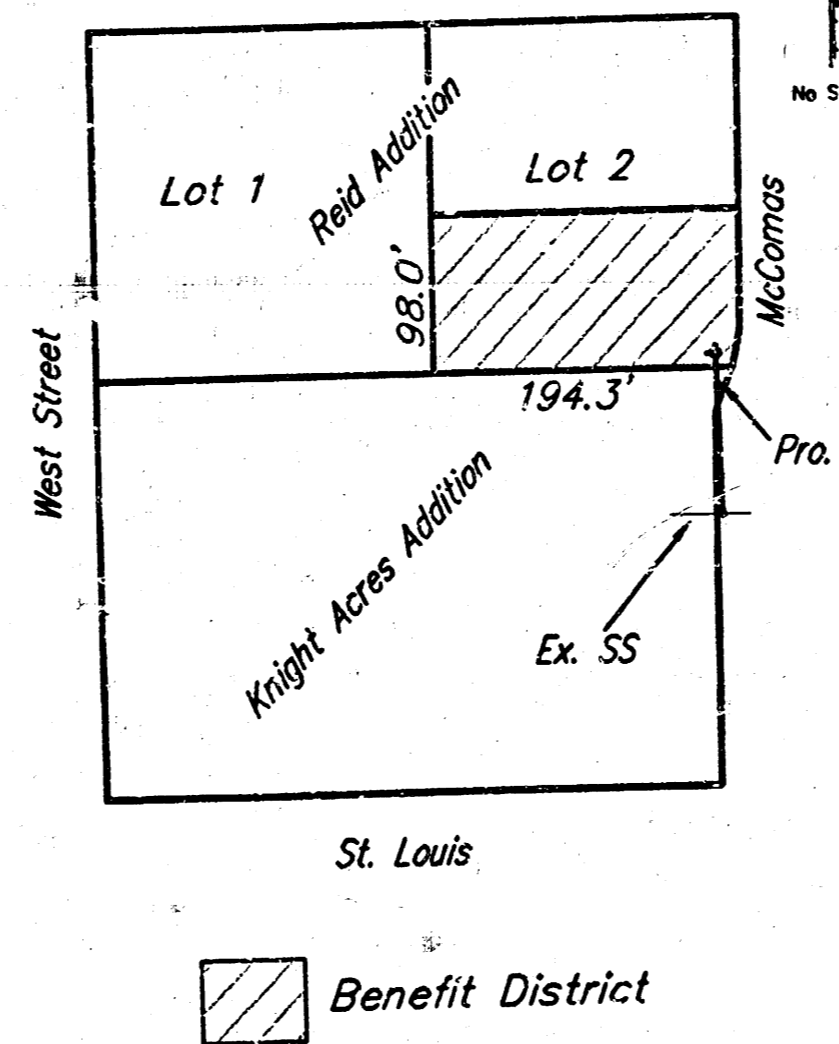 No S
Lot 1
Reid Addition
Lot 2
98.0'
McComas
West Street
194.3'
Pro.
Knight Acres Addition
Ex. SS
St. Louis
Benefit District